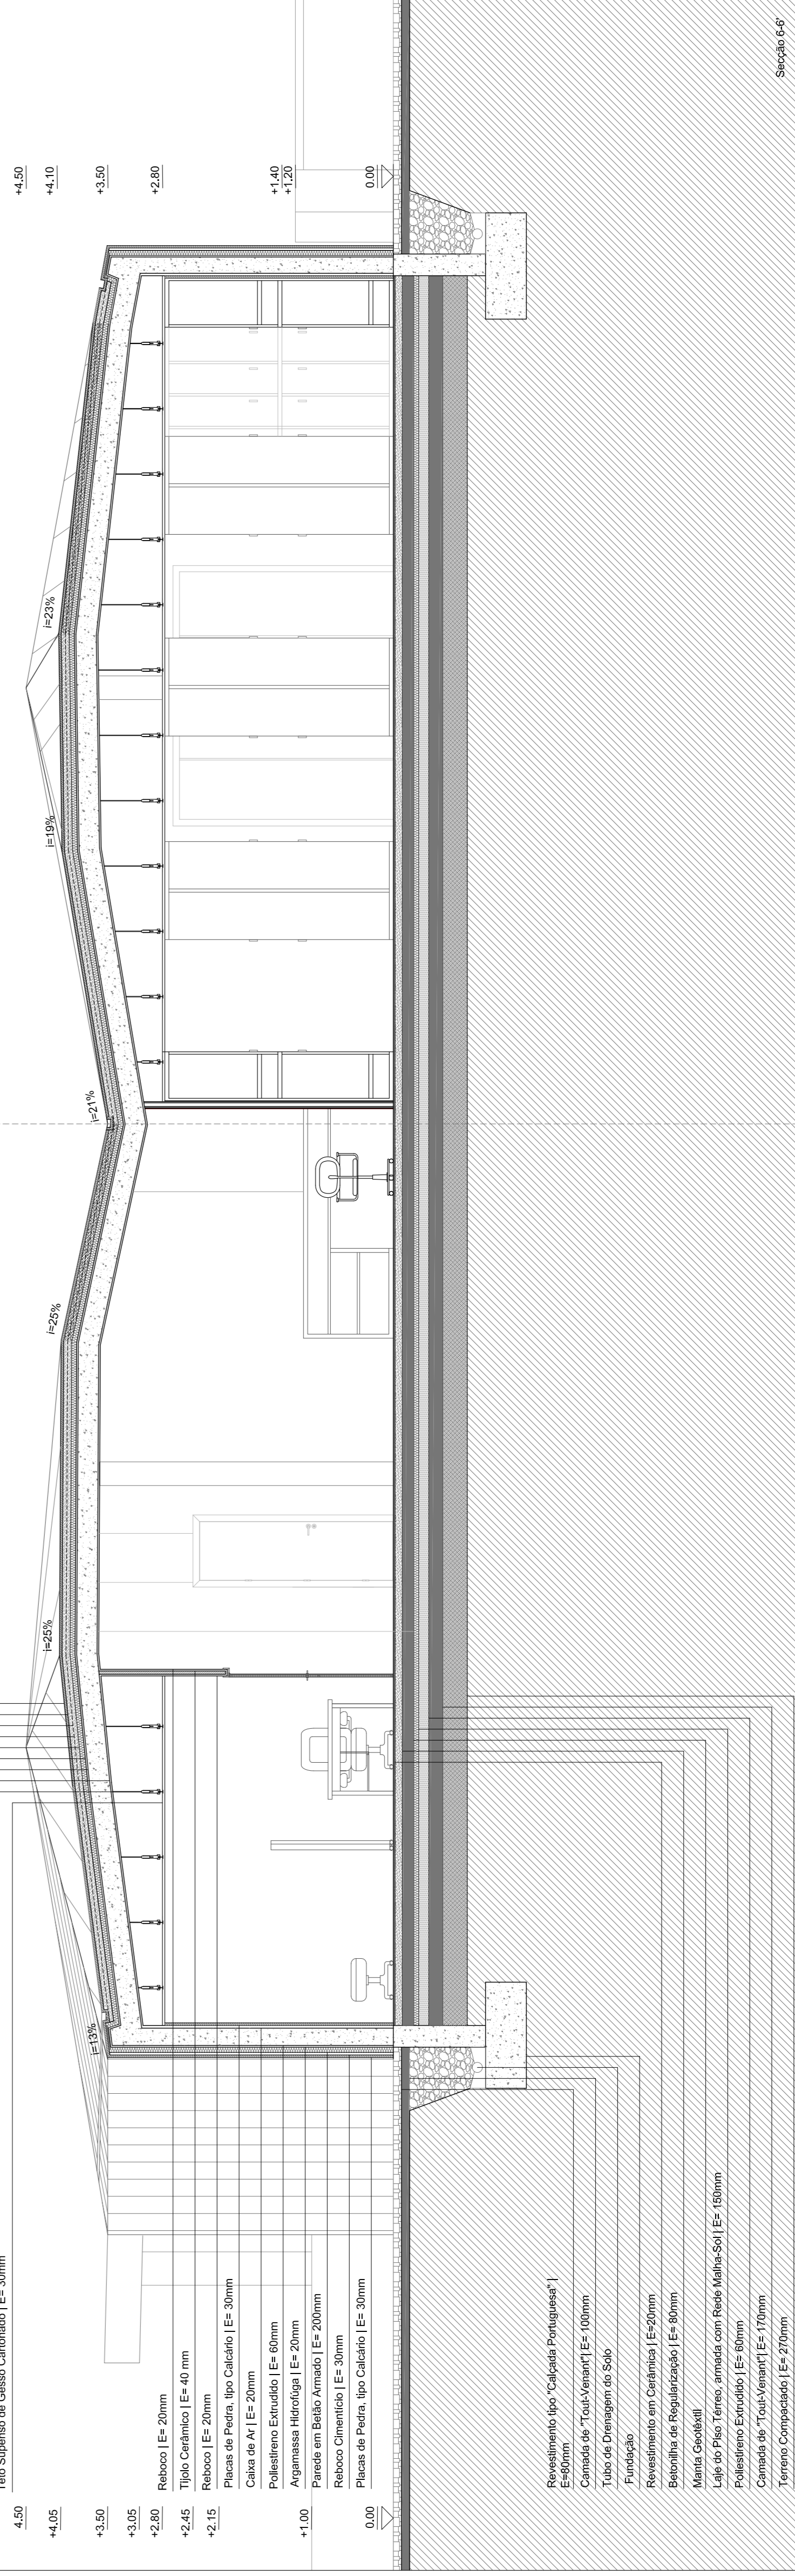 Teto Supenso de Gesso Cartonado | E= 30mm
4.50
+4.05
+3.50
+3.05
+2.80
+2.45
+2.15
+1.00
0.00
Reboco | E= 20mm
Tijolo Cerâmico | E= 40 mm
Reboco | E= 20mm
Placas de Pedra, tipo Calcário | E= 30mm
Caixa de Ar | E= 20mm
Poliestireno Extrudido | E= 60mm
Argamassa Hidrofúga | E= 20mm
Parede em Betão Armado | E= 200mm
Reboco Cimentício | E= 30mm
Placas de Pedra, tipo Calcário | E= 30mm
i=13%
i=25%
i=25%
i=21%
i=19%
i=23%
+4.50
+4.10
+3.50
+2.80
+1.40
+1.20
0.00
Revestimento tipo "Calçada Portuguesa" |
E=80mm
Camada de "Tout-Venant"| E= 100mm
Tubo de Drenagem do Solo
Fundação
Revestimento em Cerâmica | E=20mm
Betonilha de Regularização | E= 80mm
Manta Geotêxtil
Laje do Piso Térreo, armada com Rede Malha-Sol | E= 150mm
Poliestireno Extrudido | E= 60mm
Camada de "Tout-Venant"| E= 170mm
Terreno Compactado | E= 270mm
Secção 6-6'